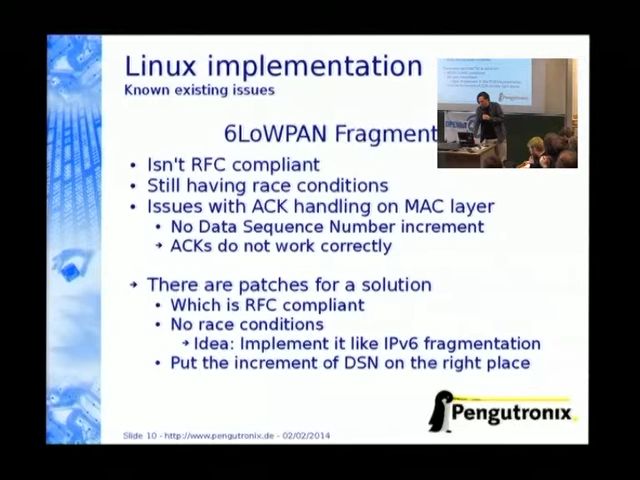 Linux implementation
Known existing issues
6LoWPAN Fragment
• Isn't RFC compliant
• Still having race conditions
• Issues with ACK handling on MAC layer
• No Data Sequence Number increment
→ ACKs do not work correctly
→ There are patches for a solution
• Which is RFC compliant
• No race conditions
→ Idea: Implement it like IPv6 fragmentation
• Put the increment of DSN on the right place
Pengutronix
Slide 10 - http://www.pengutronix.de - 02/02/2014